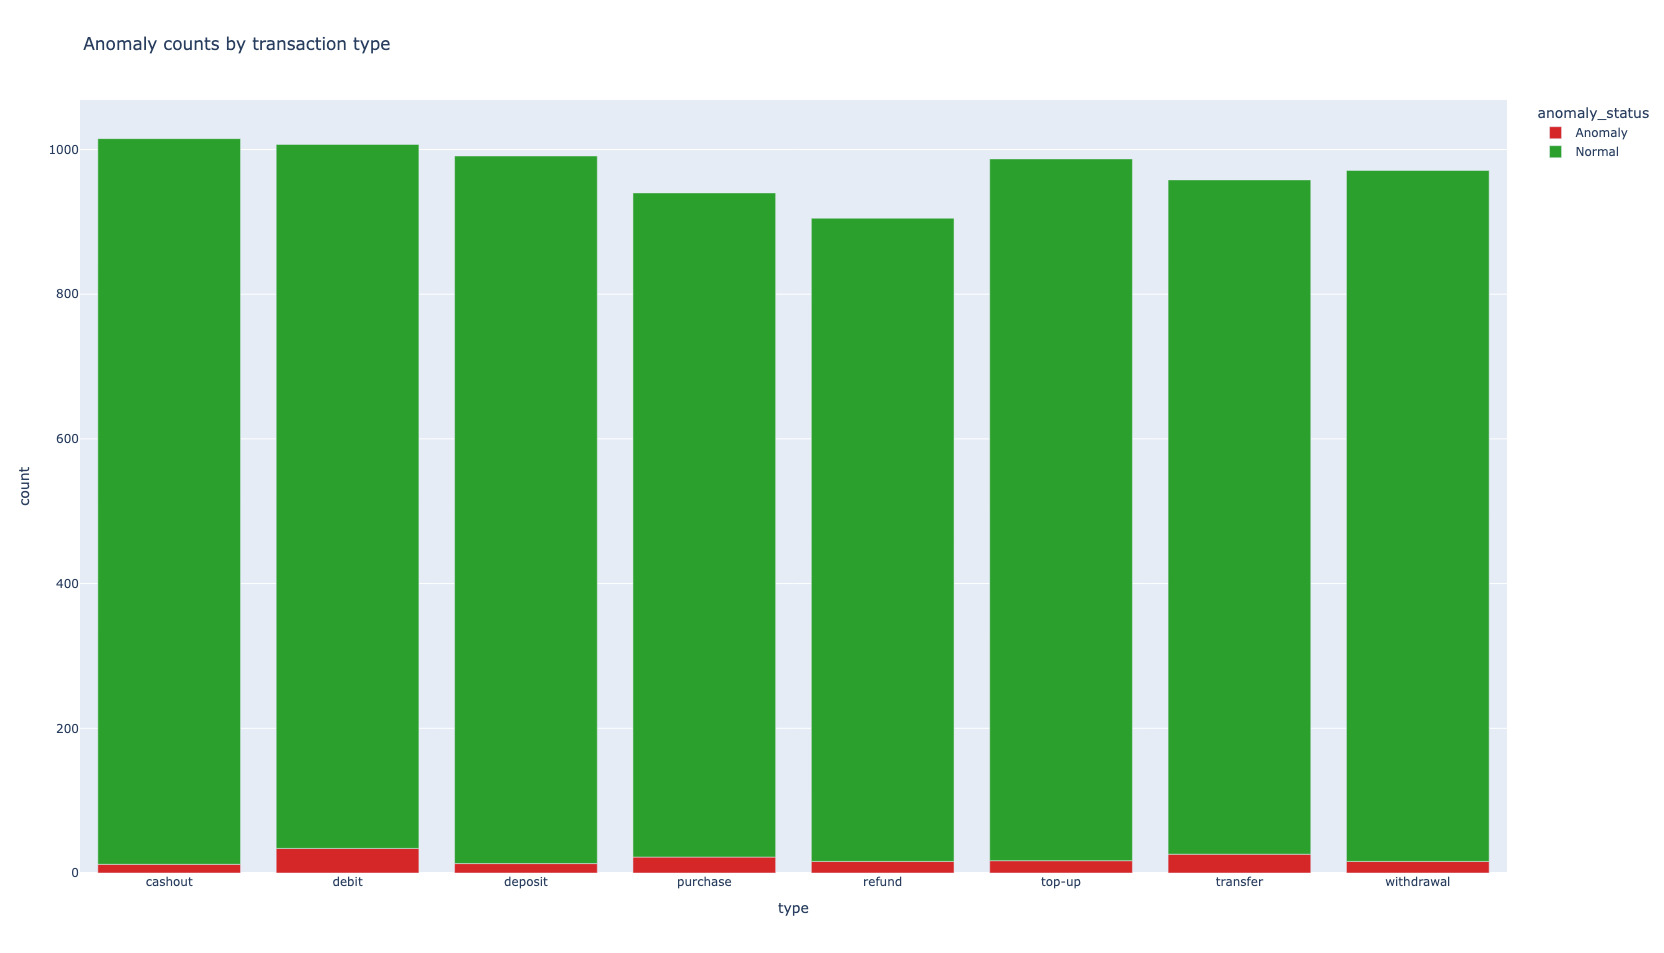 Anomaly counts by transaction type
anomaly_status
Anomaly
Normal
count
1000
800
600
400
200
0
cashout
debit
deposit
purchase
refund
top-up
transfer
withdrawal
type